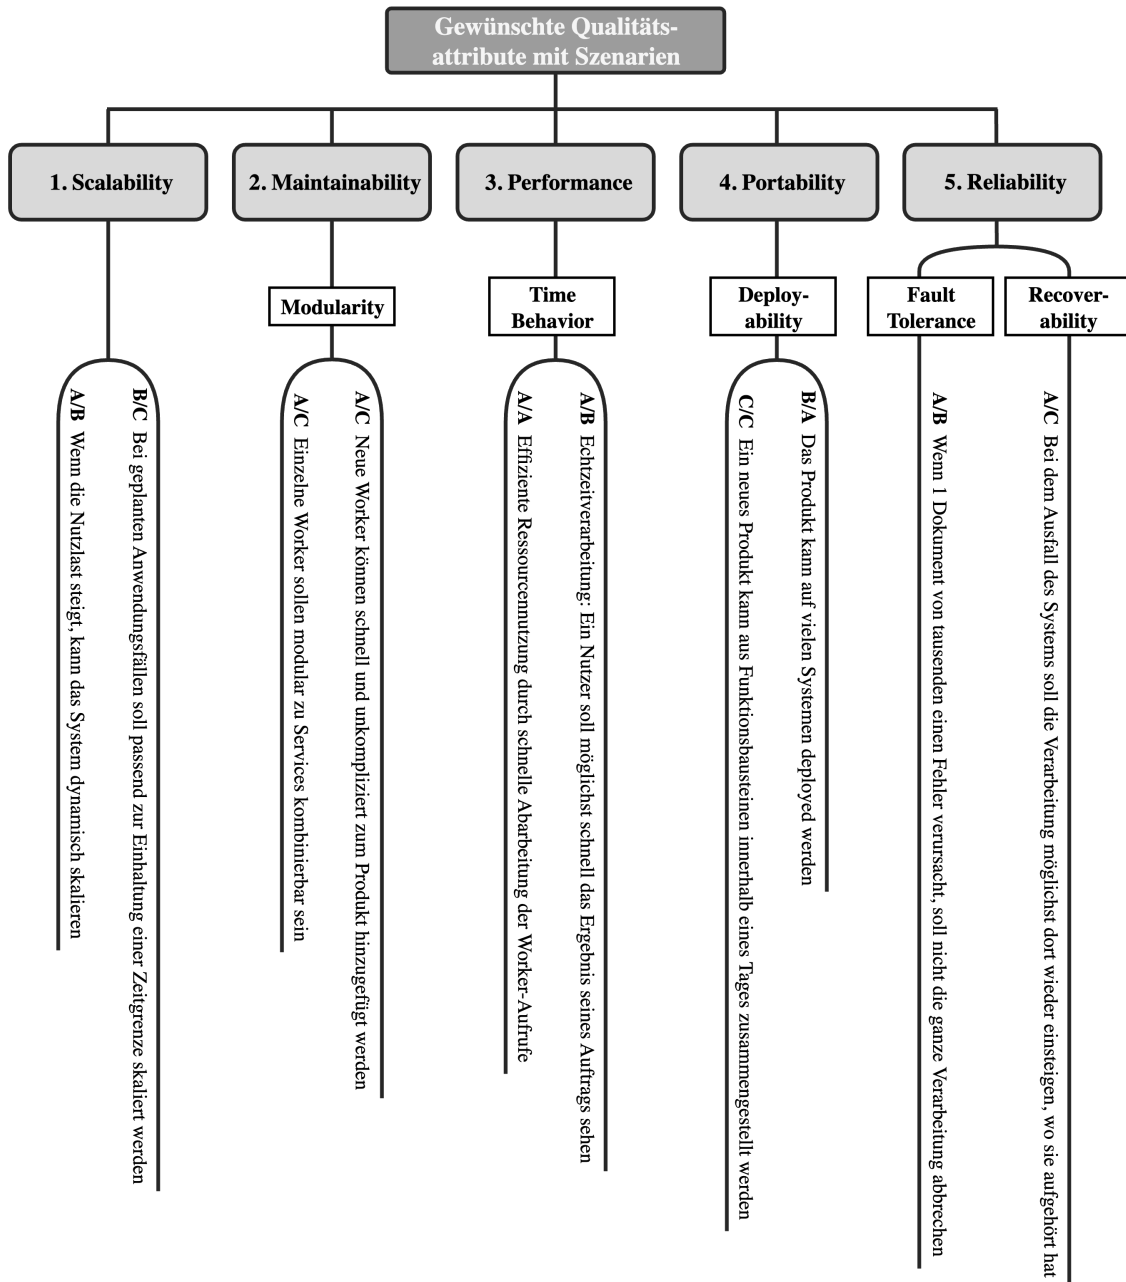 Gewünschte Qualitäts-
attribute mit Szenarien
1. Scalability
2. Maintainability
3. Performance
4. Portability
5. Reliability
Modularity
Time
Behavior
Deploy-
ability
Fault
Tolerance
Recover-
ability
A/B Wenn die Nutzlast steigt, kann das System dynamisch skalieren
B/C Bei geplanten Anwendungsfällen soll passend zur Einhaltung einer Zeitgrenze skaliert werden
A/C Einzelne Worker sollen modular zu Services kombinierbar sein
A/C Neue Worker können schnell und unkompliziert zum Produkt hinzugefügt werden
A/A Effiziente Ressourcennutzung durch schnelle Abarbeitung der Worker-Aufrufe
A/B Echtzeitverarbeitung: Ein Nutzer soll möglichst schnell das Ergebnis seines Auftrags sehen
C/C Ein neues Produkt kann aus Funktionsbausteinen innerhalb eines Tages zusammengestellt werden
B/A Das Produkt kann auf vielen Systemen deployed werden
A/B Wenn 1 Dokument von tausenden einen Fehler verursacht, soll nicht die ganze Verarbeitung abbrechen
A/C Bei dem Ausfall des Systems soll die Verarbeitung möglichst dort wieder einsteigen, wo sie aufgehört hat